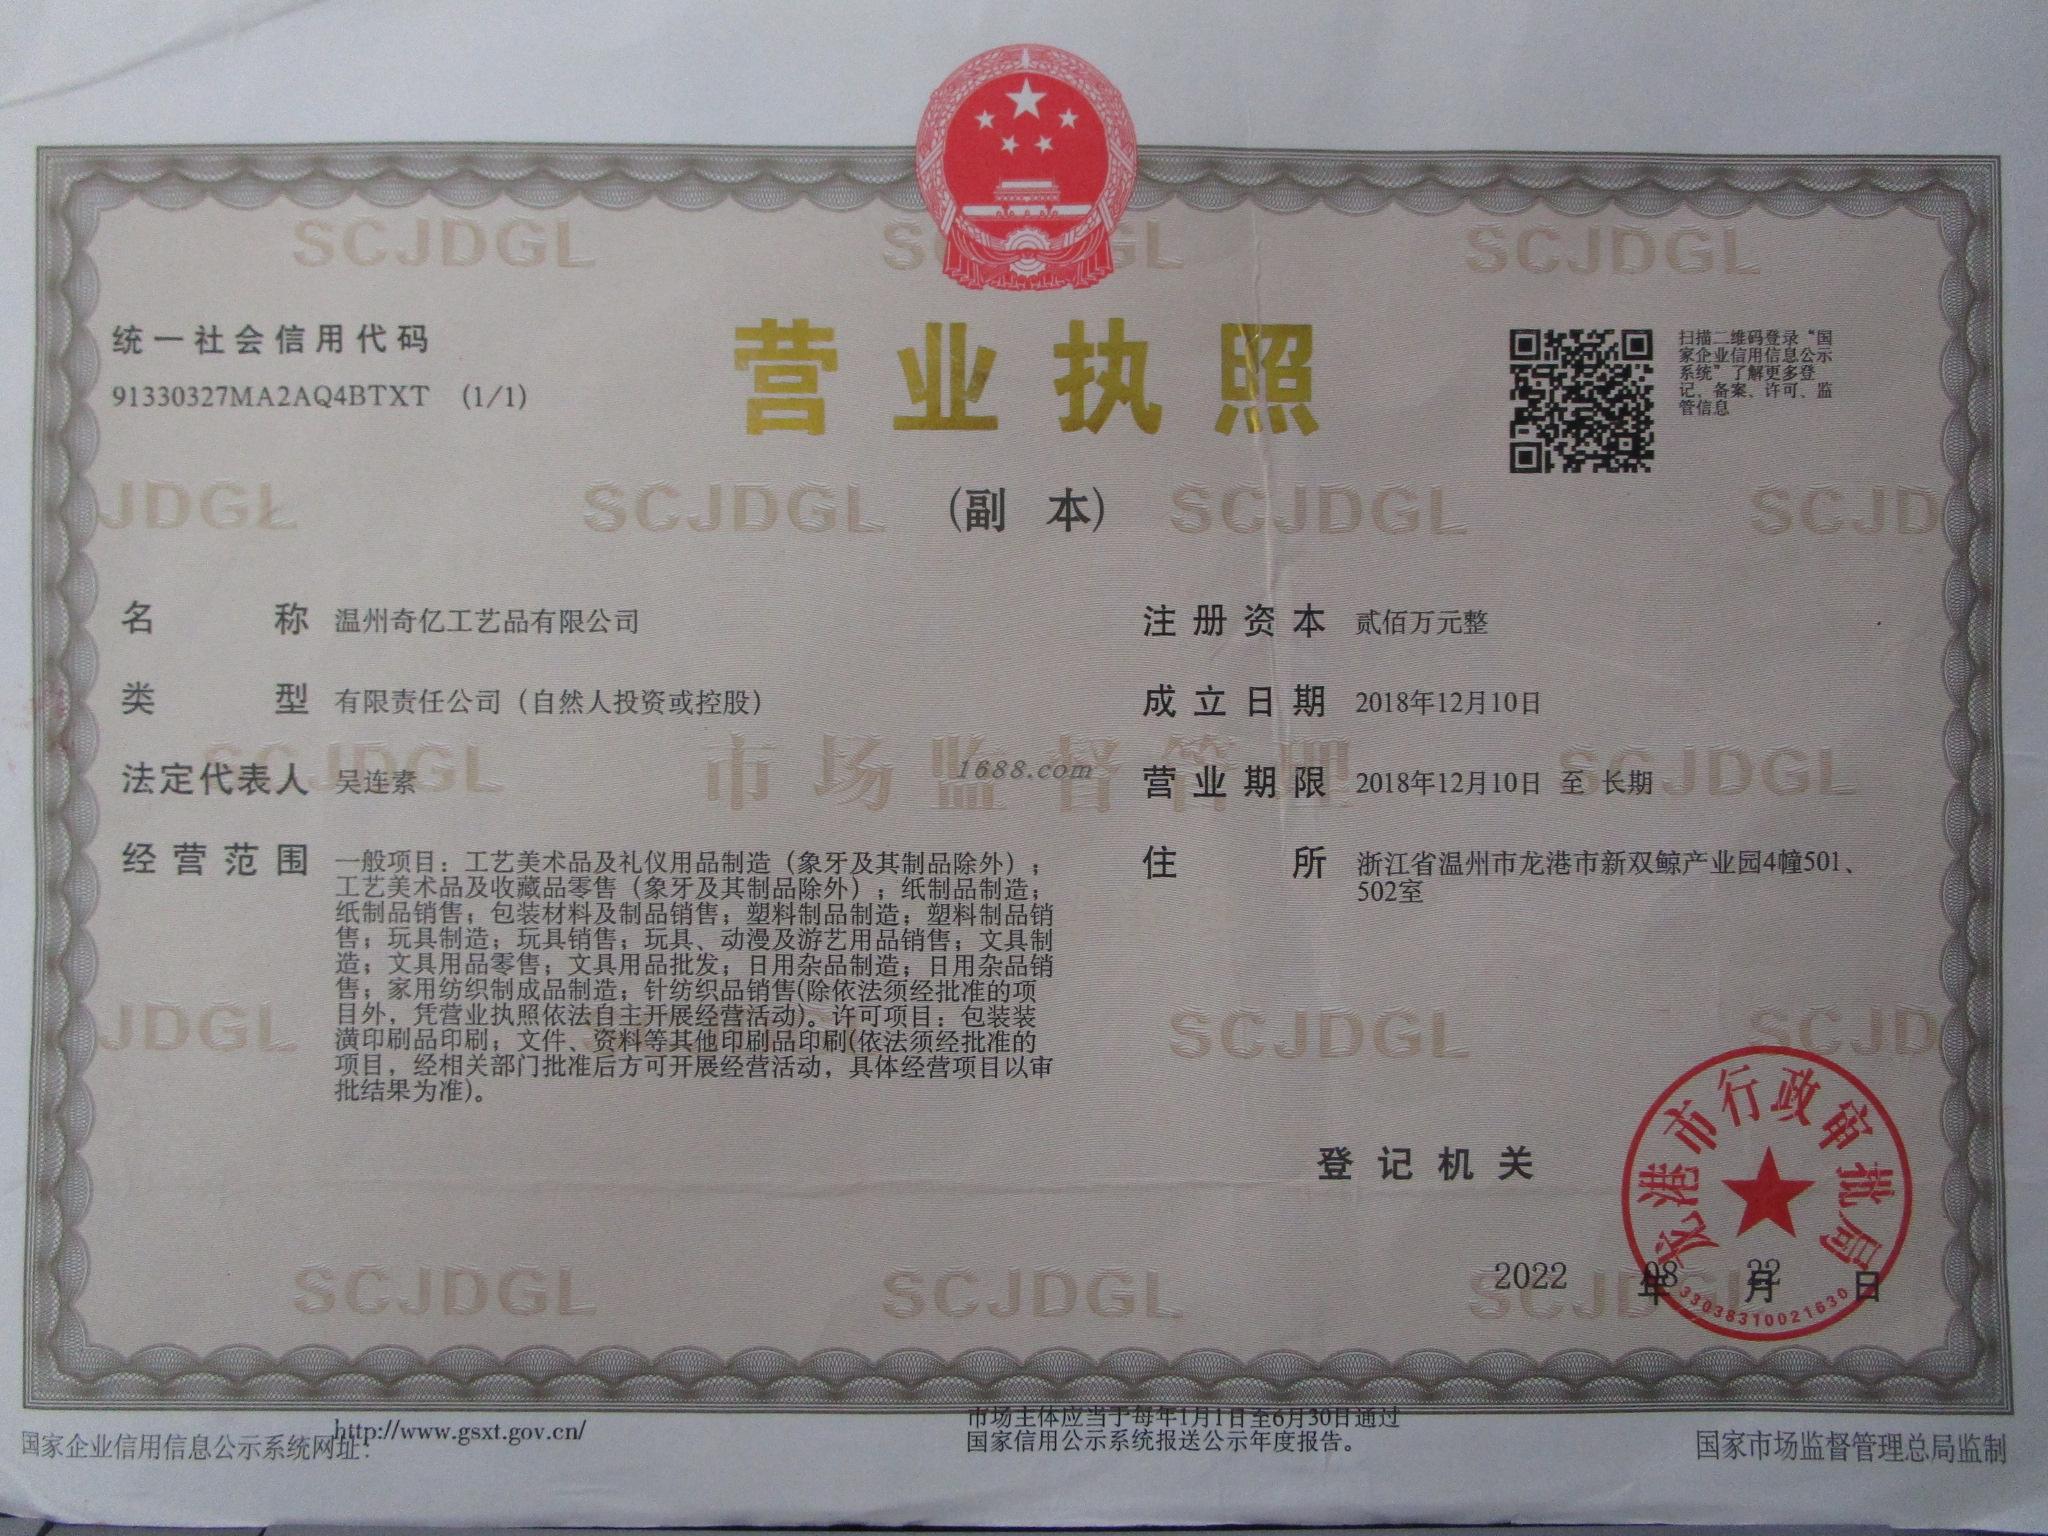 统一社会信用代码
91330327MA2AQ4BTXT (1/1)
营业执照
(副 本)
扫描二维码登录“国
家企业信用信息公示
系统”了解更多登
记、备案、许可、监
管信息
名 称 温州奇亿工艺品有限公司
类 型 有限责任公司（自然人投资或控股）
法定代表人 吴连素
经营范围 一般项目：工艺美术品及礼仪用品制造（象牙及其制品除外）；
工艺美术品及收藏品零售（象牙及其制品除外）；纸制品制造；
纸制品销售；包装材料及制品销售；塑料制品制造；塑料制品销
售；玩具制造；玩具销售；玩具、动漫及游艺用品销售；文具制
造；文具用品零售；文具用品批发；日用杂品制造；日用杂品销
售；家用纺织制成品制造；针纺织品销售(除依法须经批准的项
目外，凭营业执照依法自主开展经营活动)。许可项目：包装装
潢印刷品印刷；文件、资料等其他印刷品印刷(依法须经批准的
项目，经相关部门批准后方可开展经营活动，具体经营项目以审
批结果为准)。
注册资本 贰佰万元整
成立日期 2018年12月10日
营业期限 2018年12月10日 至 长期
住 所 浙江省温州市龙港市新双鲸产业园4幢501、
502室
登记机关
龙港市行政审批局
33038310021630
2022 年 08 月 22 日
SCJDGL
市场监督管理
1688.com
国家企业信用信息公示系统网址：
http://www.gsxt.gov.cn/
市场主体应当于每年1月1日至6月30日通过
国家信用公示系统报送公示年度报告。
国家市场监督管理总局监制